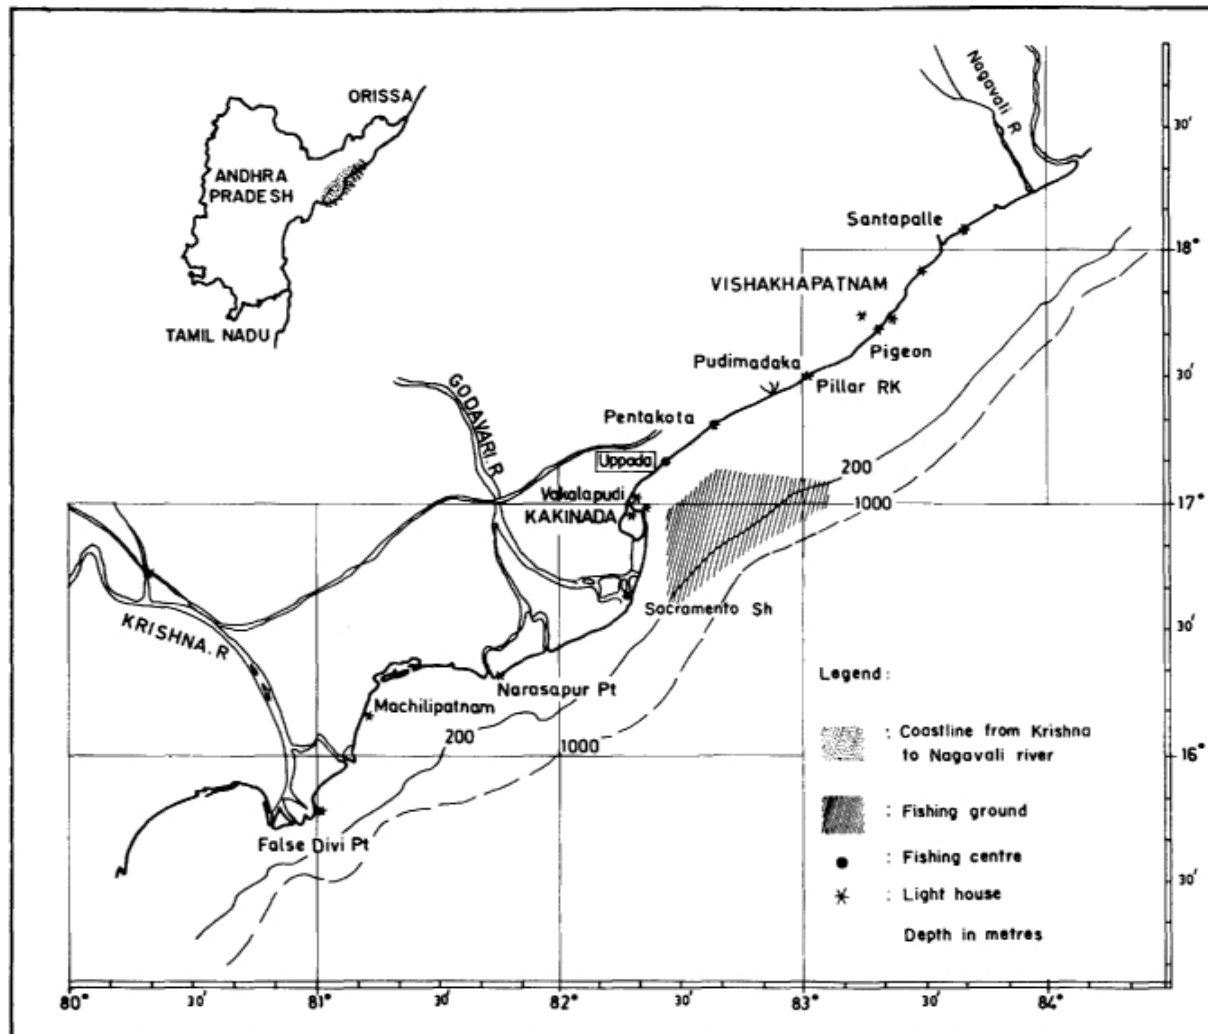 ORISSA
ANDHRA
PRADESH
TAMIL NADU
Nagavali R
30'
Santapalle
18°
VISHAKHAPATNAM
Pigeon
Pudimadaka
Pillar RK
30'
GODAVARI.R
Pentakota
Uppada
200
1000
Vakalapudi
KAKINADA
17°
Sacramento Sh
30'
KRISHNA.R
Narasapur Pt
Machilipatnam
200
1000
16°
False Divi Pt
30'
Legend :
: Coastline from Krishna
to Nagavali river
: Fishing ground
: Fishing centre
: Light house
Depth in metres
80° 30' 81° 30' 82° 30' 83° 30' 84°